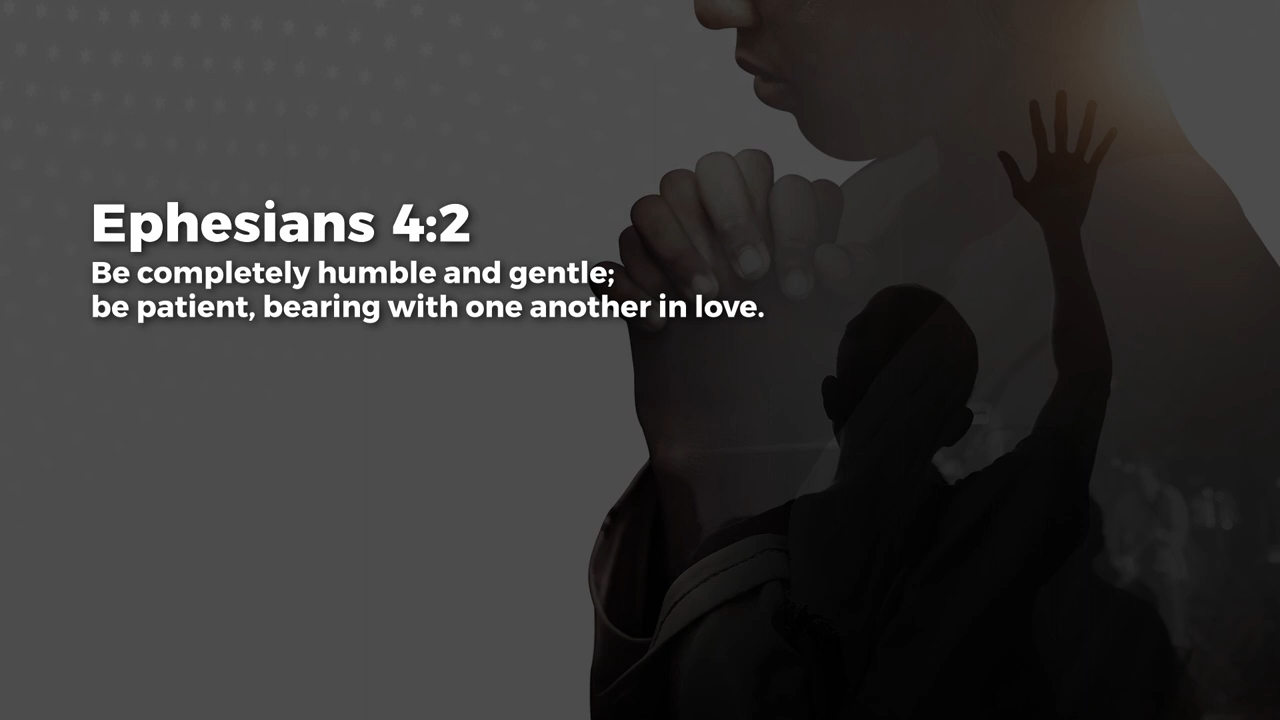 Ephesians 4:2
Be completely humble and gentle;
be patient, bearing with one another in love.